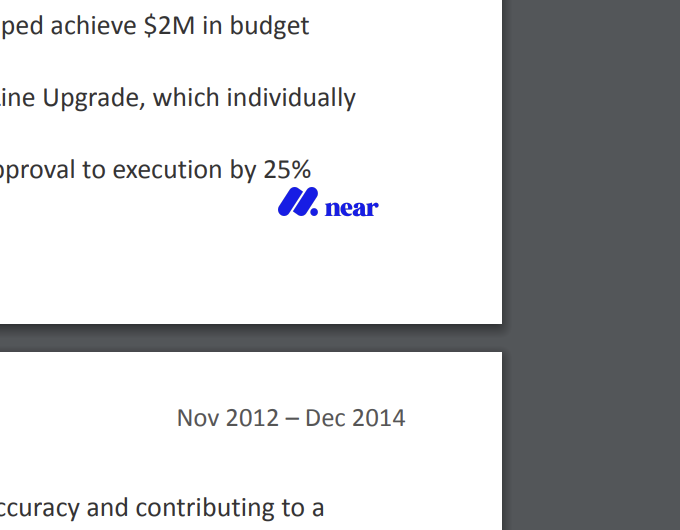 ped achieve $2M in budget
ine Upgrade, which individually
pproval to execution by 25%
near
Nov 2012 – Dec 2014
ccuracy and contributing to a